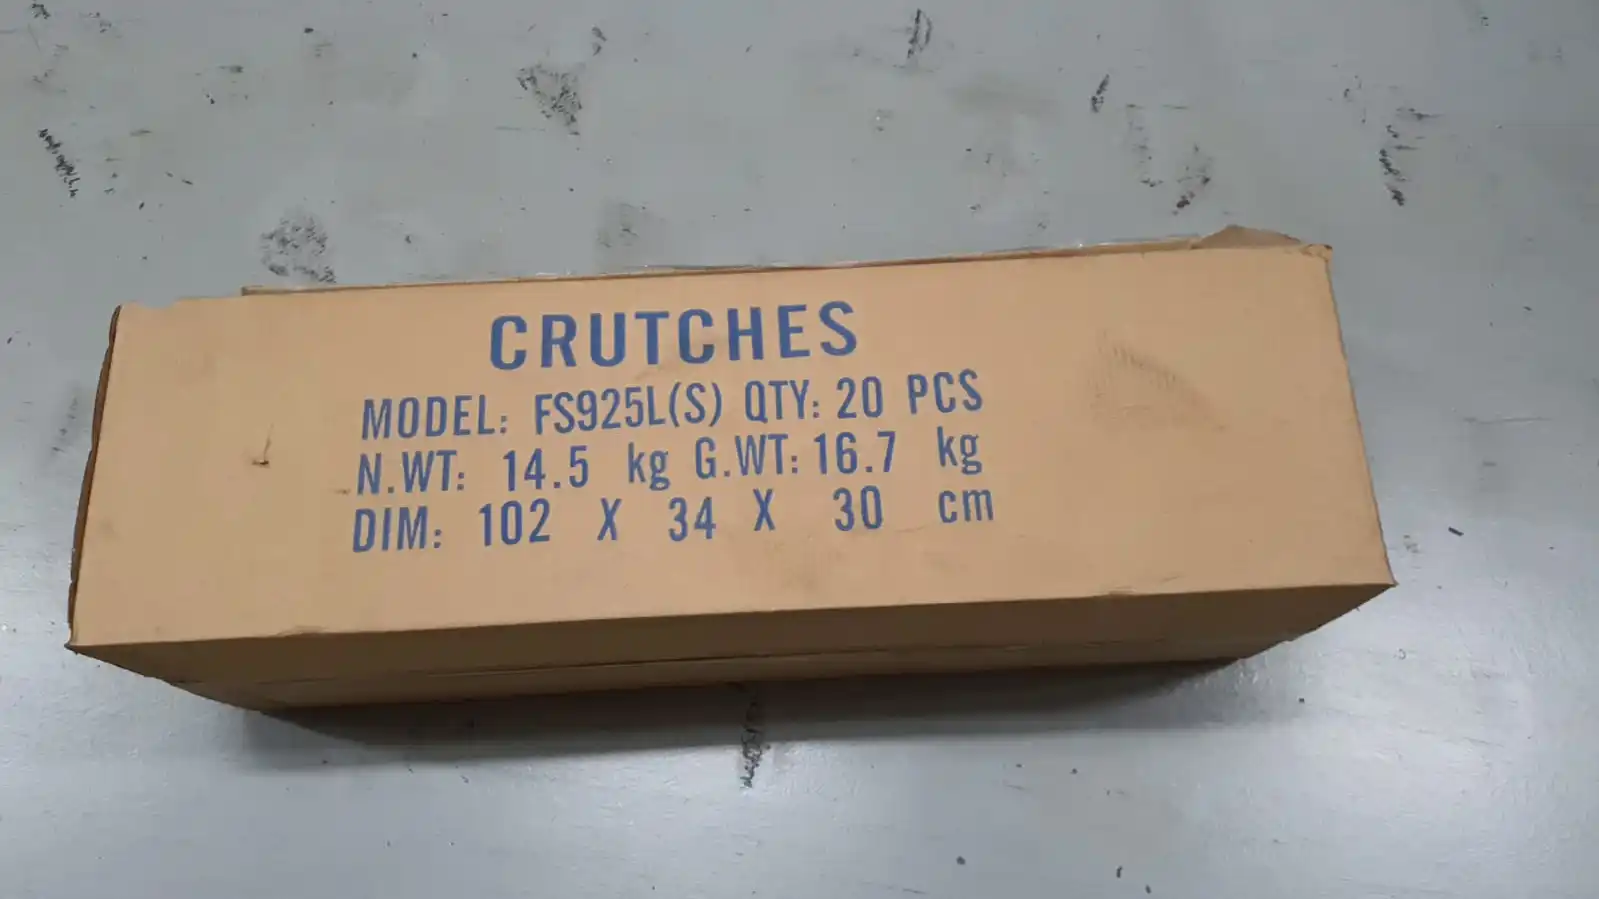 CRUTCHES
MODEL: FS925L(S) QTY: 20 PCS
N.WT: 14.5 kg G.WT: 16.7 kg
DIM: 102 X 34 X 30 cm